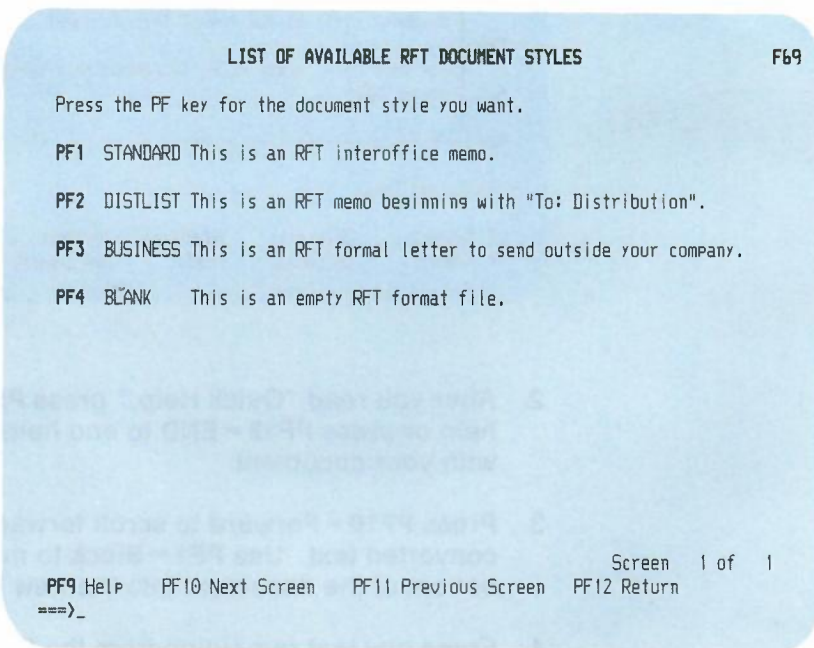 LIST OF AVAILABLE RFT DOCUMENT STYLES F69
Press the PF key for the document style you want.
PF1 STANDARD This is an RFT interoffice memo.
PF2 DISTLIST This is an RFT memo beginning with "To: Distribution".
PF3 BUSINESS This is an RFT formal letter to send outside your company.
PF4 BLANK This is an empty RFT format file.
Screen 1 of 1
PF9 Help PF10 Next Screen PF11 Previous Screen PF12 Return
===>_